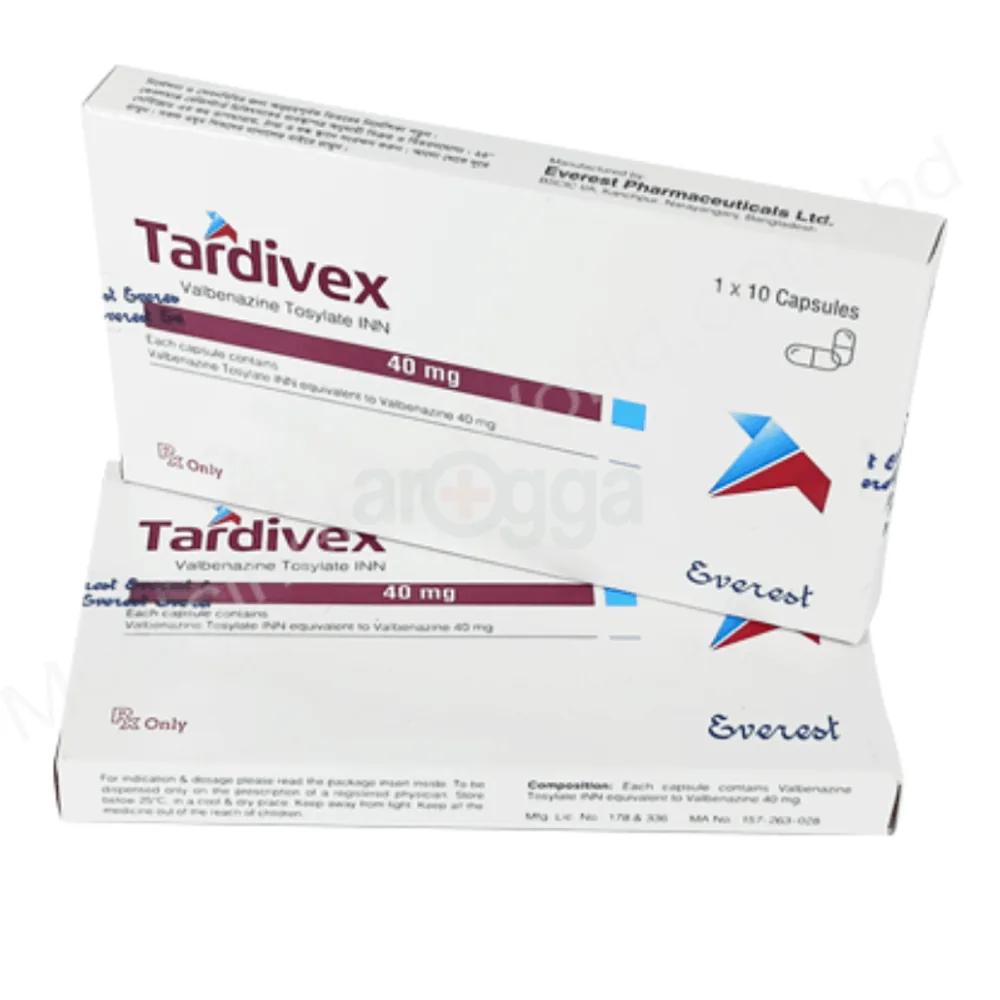 Manufactured by:
Everest Pharmaceuticals Ltd.
BSCIC I/A, Kanchpur, Narayanganj, Bangladesh
Tardivex
Valbenazine Tosylate INN
1 x 10 Capsules
40 mg
Each capsule contains
Valbenazine Tosylate INN equivalent to Valbenazine 40 mg
Rx Only
Everest
arogga
Tardivex
Valbenazine Tosylate INN
40 mg
Each capsule contains
Valbenazine Tosylate INN equivalent to Valbenazine 40 mg
Rx Only
Everest
For indication & dosage please read the package insert inside. To be
dispensed only on the prescription of a registered physician. Store
below 25°C, in a cool & dry place. Keep away from light. Keep all the
medicine out of the reach of children.
Composition: Each capsule contains Valbenazine
Tosylate INN equivalent to Valbenazine 40 mg
Mfg. Lic. No. 178 & 336 MA No. 157-263-028